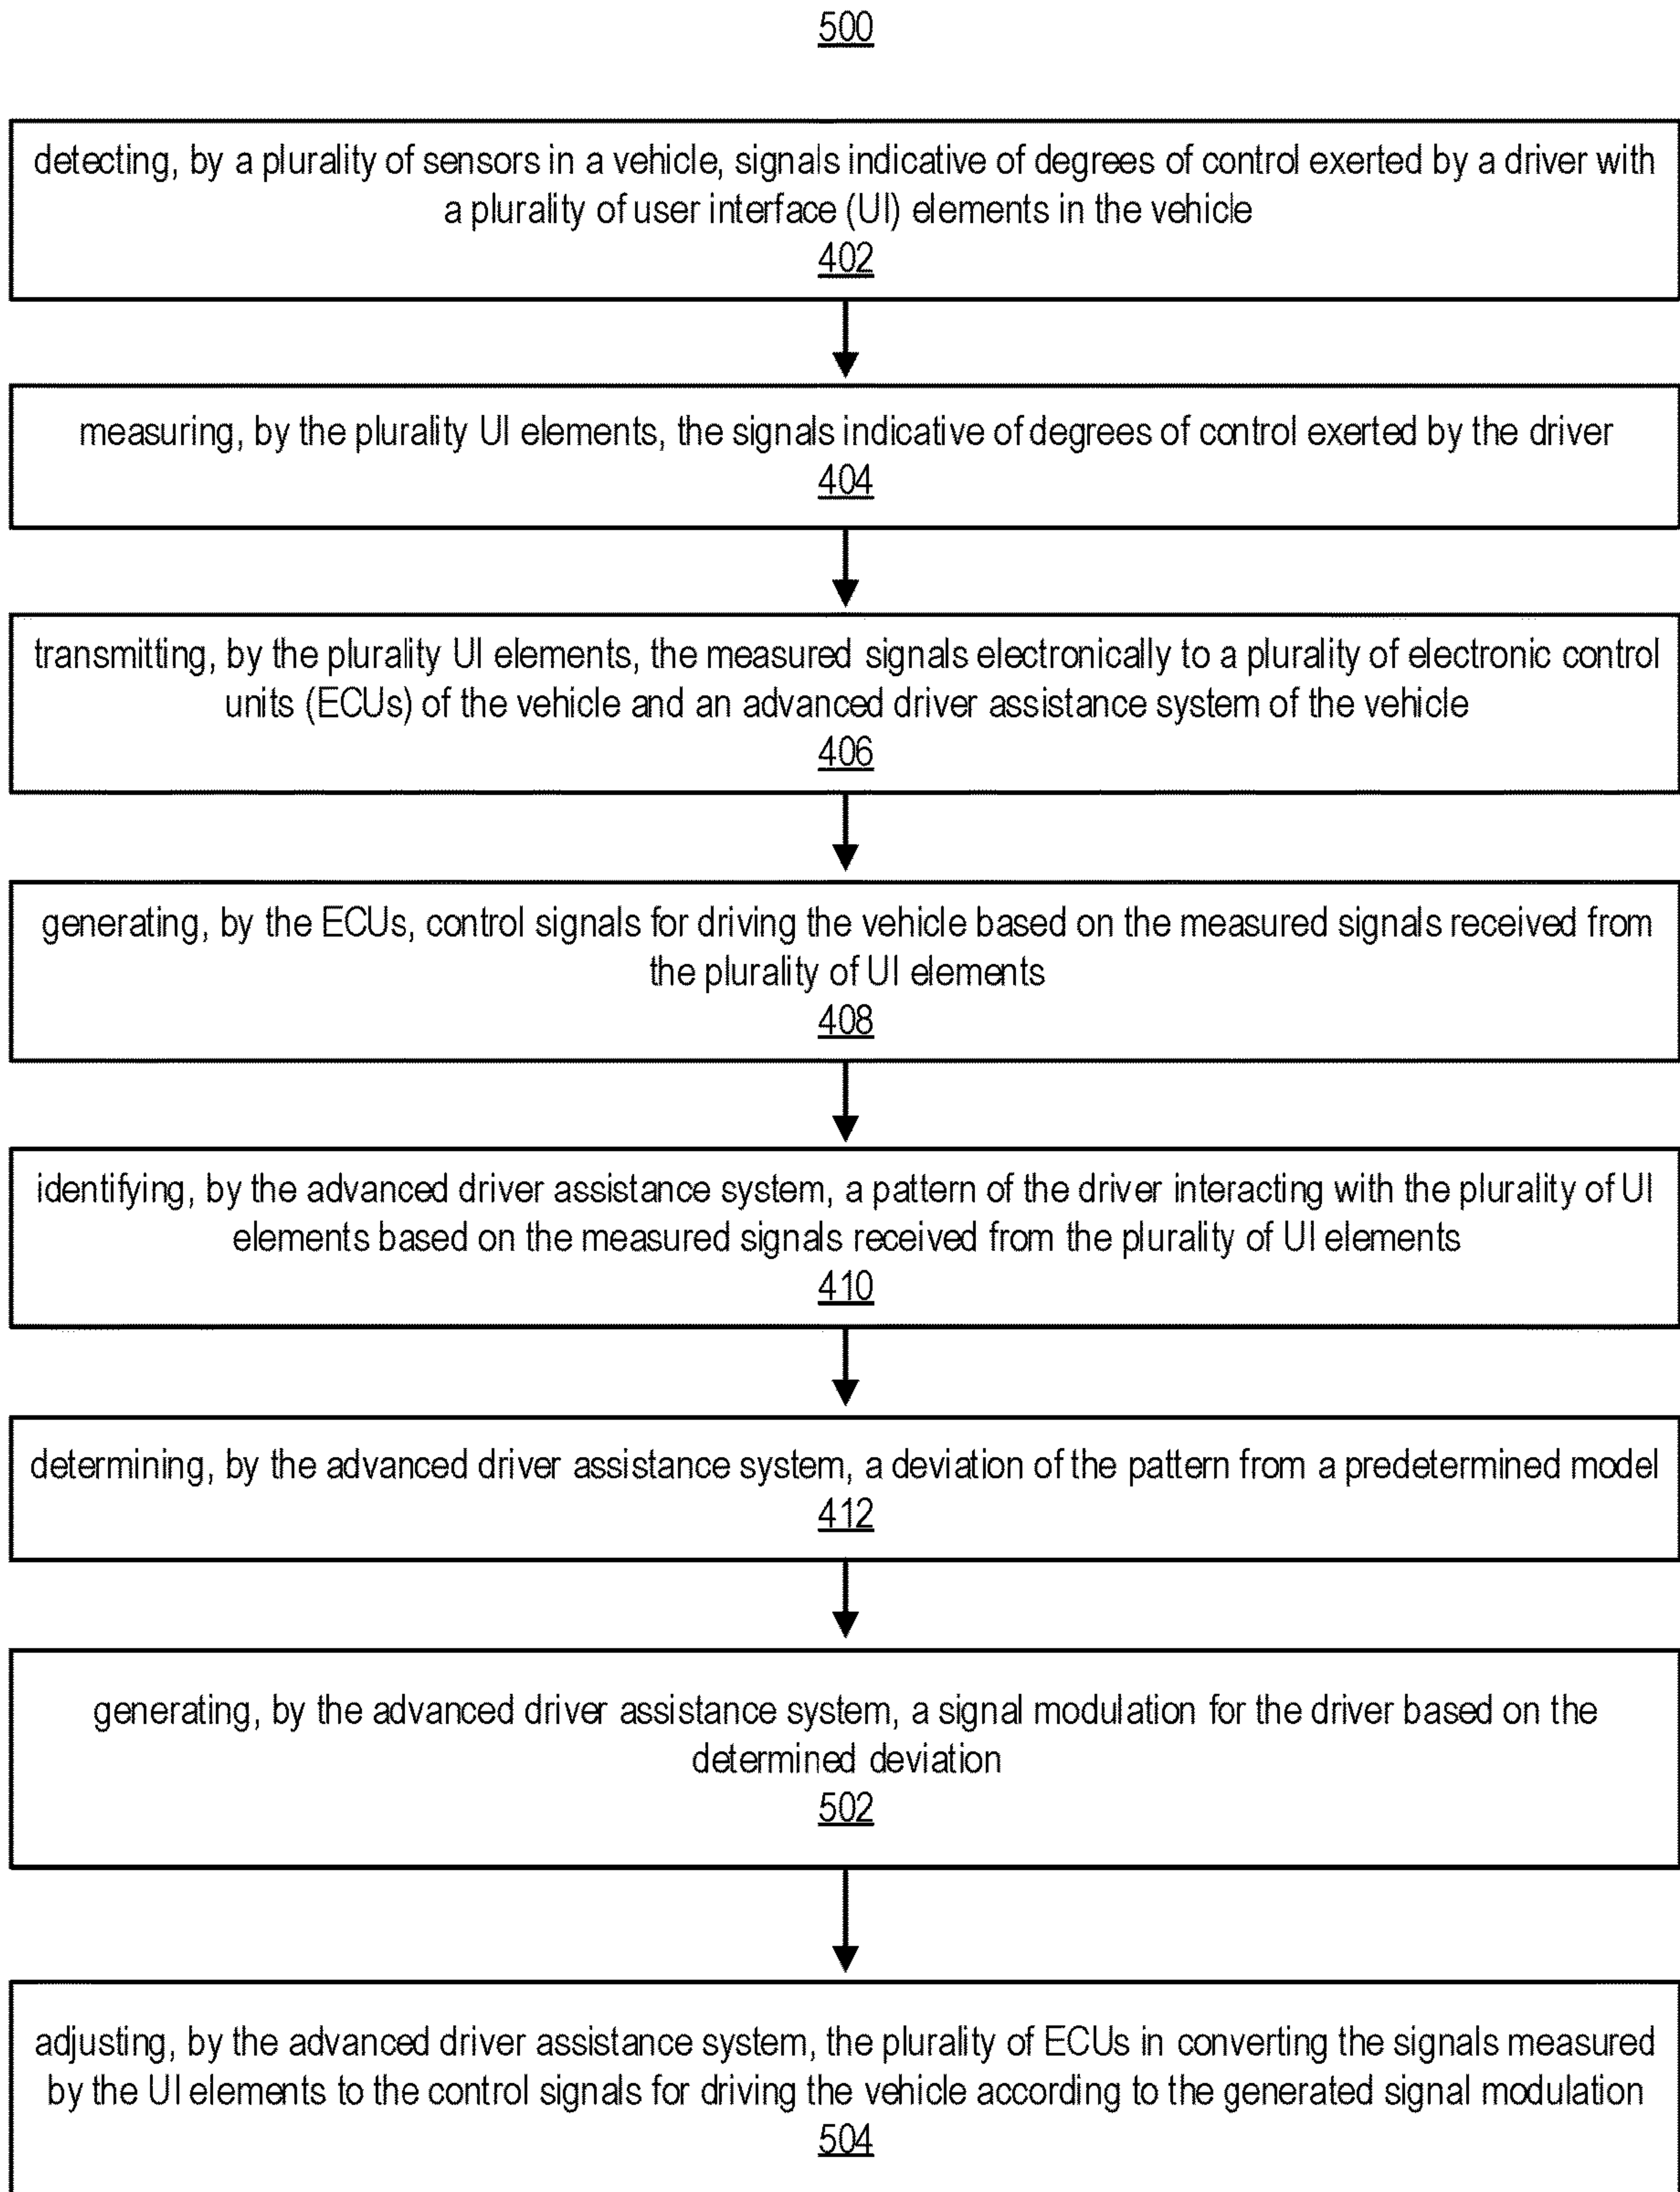 500
detecting, by a plurality of sensors in a vehicle, signals indicative of degrees of control exerted by a driver with
a plurality of user interface (UI) elements in the vehicle
402
measuring, by the plurality UI elements, the signals indicative of degrees of control exerted by the driver
404
transmitting, by the plurality UI elements, the measured signals electronically to a plurality of electronic control
units (ECUs) of the vehicle and an advanced driver assistance system of the vehicle
406
generating, by the ECUs, control signals for driving the vehicle based on the measured signals received from
the plurality of UI elements
408
identifying, by the advanced driver assistance system, a pattern of the driver interacting with the plurality of UI
elements based on the measured signals received from the plurality of UI elements
410
determining, by the advanced driver assistance system, a deviation of the pattern from a predetermined model
412
generating, by the advanced driver assistance system, a signal modulation for the driver based on the
determined deviation
502
adjusting, by the advanced driver assistance system, the plurality of ECUs in converting the signals measured
by the UI elements to the control signals for driving the vehicle according to the generated signal modulation
504